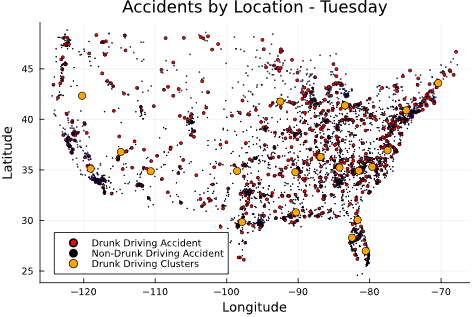 Accidents by Location - Tuesday
Latitude
45
40
35
30
25
Drunk Driving Accident
Non-Drunk Driving Accident
Drunk Driving Clusters
−120
−110
−100
−90
−80
−70
Longitude